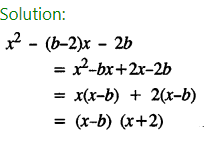 Solution:
x² - (b–2)x - 2b
= x²–bx+2x–2b
= x(x–b) + 2(x–b)
= (x–b) (x+2)